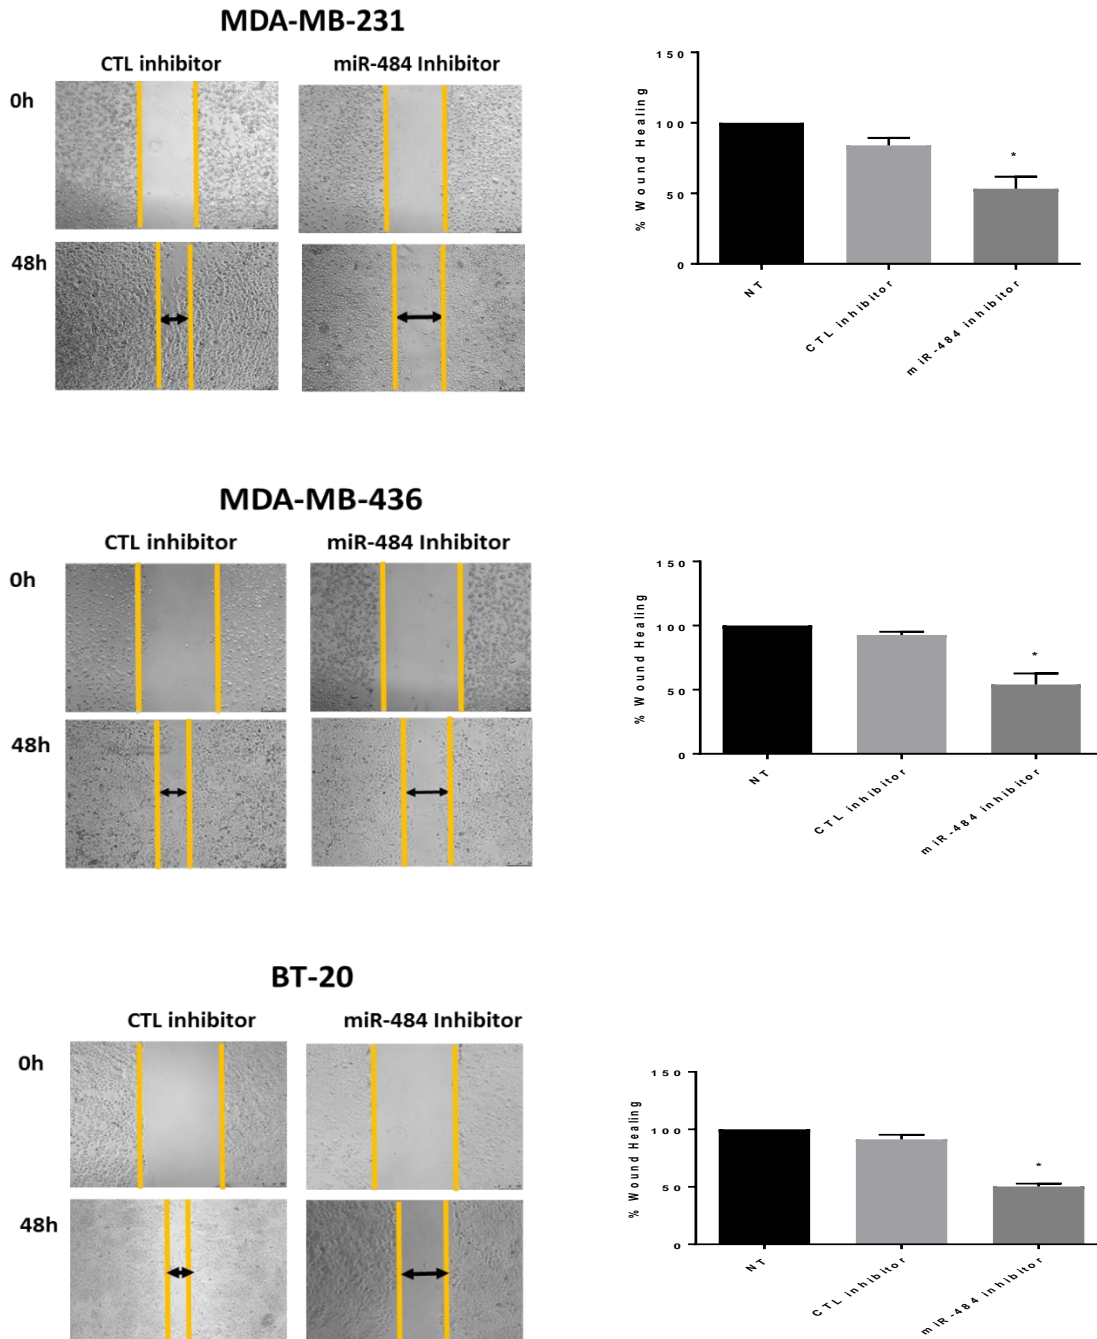 MDA-MB-231
CTL inhibitor
miR-484 Inhibitor
0h
48h
150
100
50
0
% Wound Healing
*
NT
CTL inhibitor
miR-484 inhibitor
MDA-MB-436
CTL inhibitor
miR-484 Inhibitor
0h
48h
150
100
50
0
% Wound Healing
*
NT
CTL inhibitor
miR-484 inhibitor
BT-20
CTL inhibitor
miR-484 Inhibitor
0h
48h
150
100
50
0
% Wound Healing
*
NT
CTL inhibitor
miR-484 inhibitor